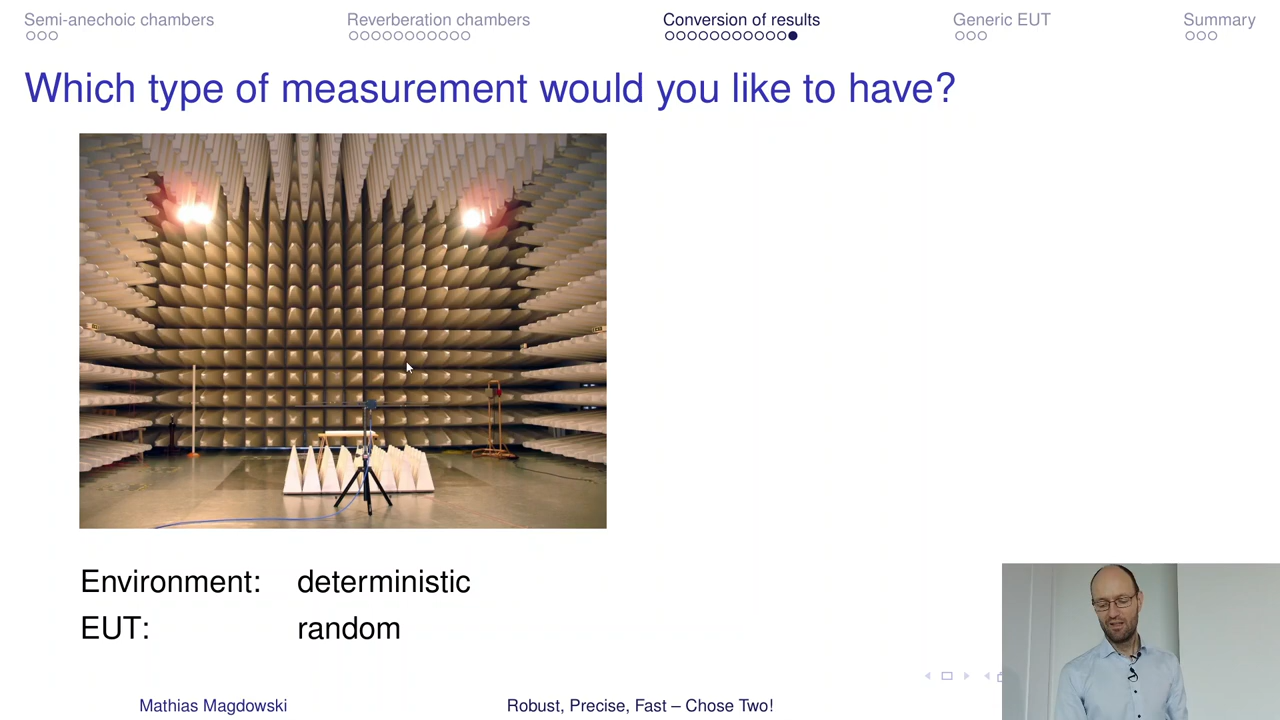 Semi-anechoic chambers
Reverberation chambers
Conversion of results
Generic EUT
Summary
Which type of measurement would you like to have?
Environment: deterministic
EUT: random
Mathias Magdowski
Robust, Precise, Fast – Chose Two!